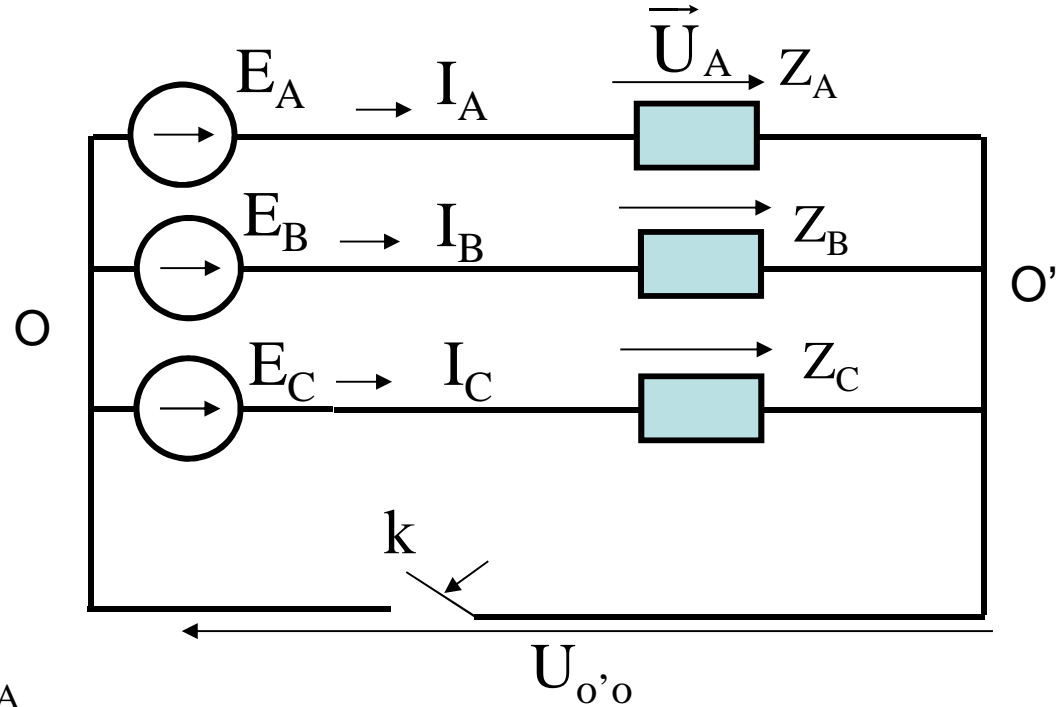 E_A I_A U_A Z_A
E_B I_B Z_B
O O'
E_C I_C Z_C
k
U_o'o
A